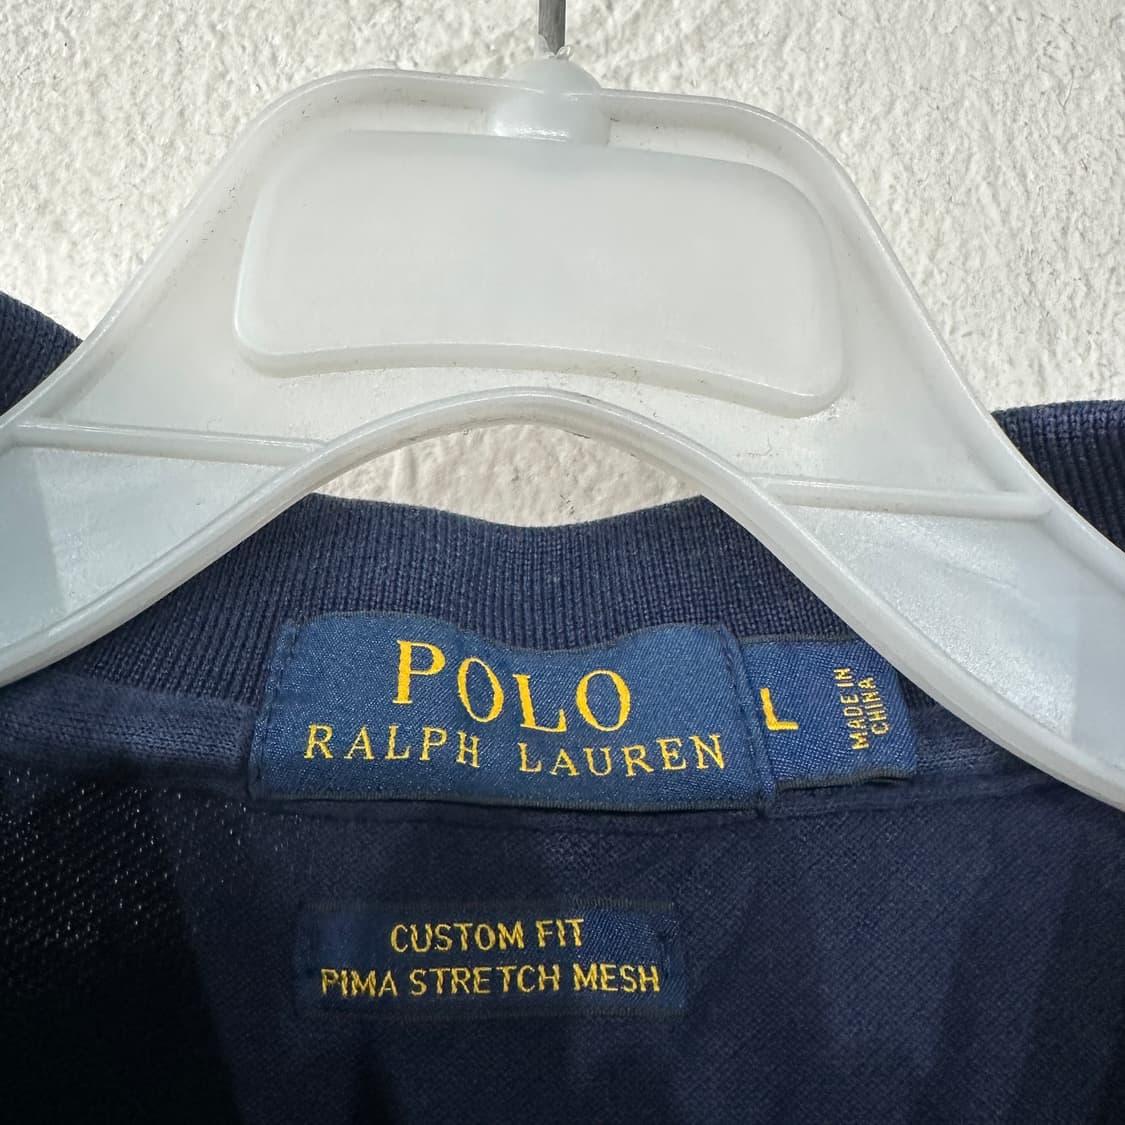 POLO
RALPH LAUREN
L
MADE IN
CHINA
CUSTOM FIT
PIMA STRETCH MESH